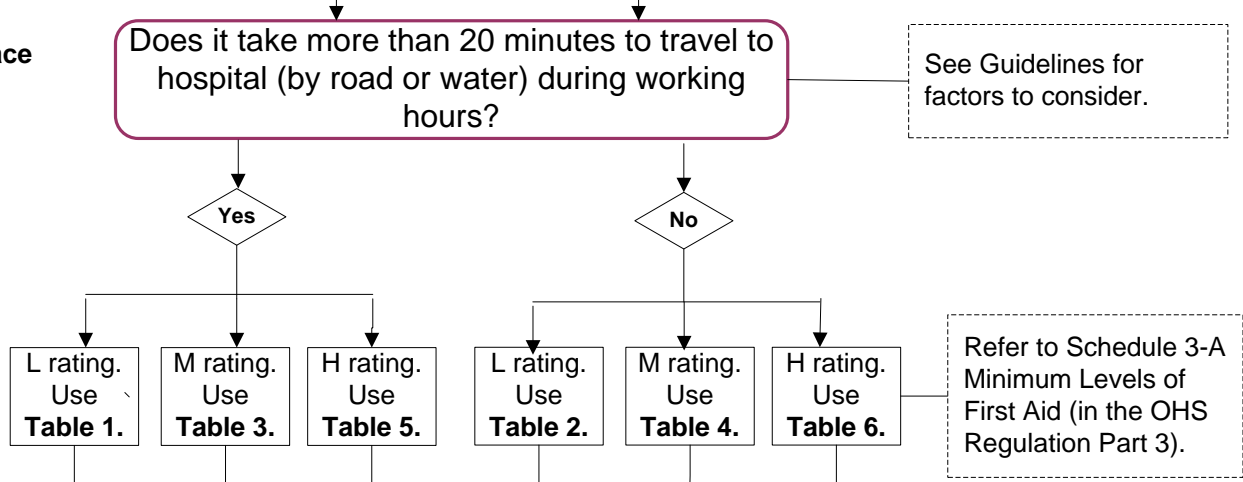 ace
Does it take more than 20 minutes to travel to
hospital (by road or water) during working
hours?
See Guidelines for
factors to consider.
Yes
No
L rating.
Use
Table 1.
M rating.
Use
Table 3.
H rating.
Use
Table 5.
L rating.
Use
Table 2.
M rating.
Use
Table 4.
H rating.
Use
Table 6.
Refer to Schedule 3-A
Minimum Levels of
First Aid (in the OHS
Regulation Part 3).